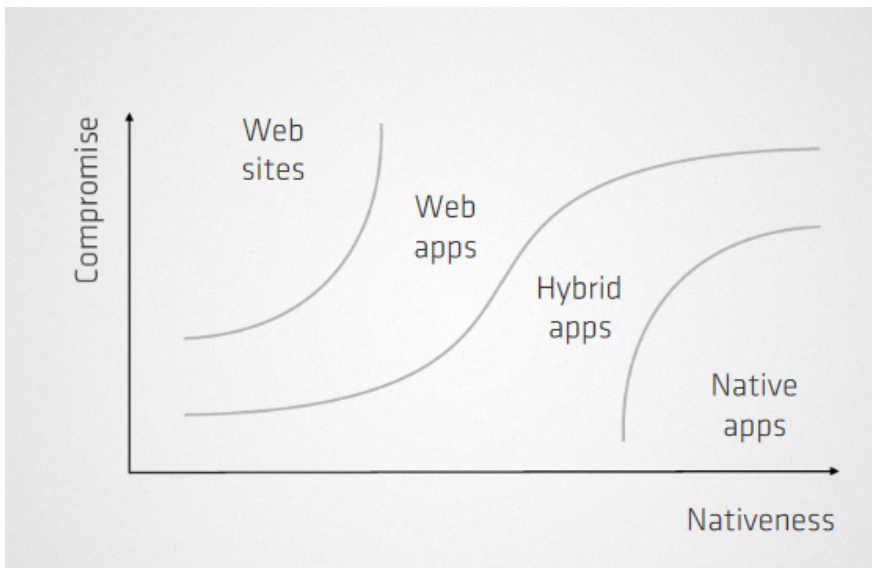 Compromise
Web
sites
Web
apps
Hybrid
apps
Native
apps
Nativeness